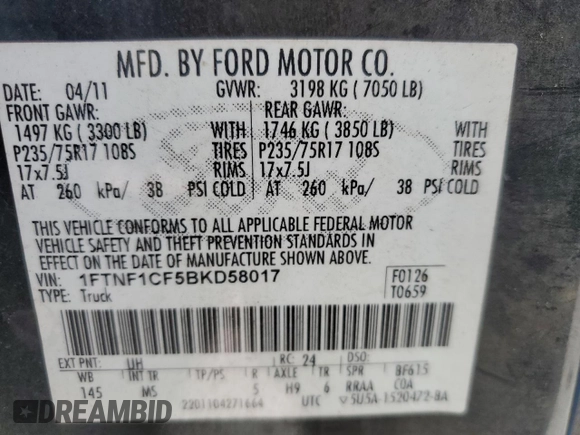 MFD. BY FORD MOTOR CO.
DATE: 04/11 GVWR: 3198 KG ( 7050 LB)
FRONT GAWR: REAR GAWR:
1497 KG ( 3300 LB) WITH 1746 KG ( 3850 LB) WITH
P235/75R17 108S TIRES P235/75R17 108S TIRES
17x7.5J RIMS 17x7.5J RIMS
AT 260 kPa/ 38 PSI COLD AT 260 kPa/ 38 PSI COLD
THIS VEHICLE CONFORMS TO ALL APPLICABLE FEDERAL MOTOR
VEHICLE SAFETY AND THEFT PREVENTION STANDARDS IN
EFFECT ON THE DATE OF MANUFACTURE SHOWN ABOVE.
VIN: 1FTNF1CF5BKD58017 F0126
TYPE: Truck T0659
EXT PNT: UH RC: 24 DSO:
WB INT TR TP/PS R AXLE TR SPR BF615
145 MS 5 H9 6 RRAA COA
2201104271664 UTC 5U5A-1520472-BA
DREAMBID